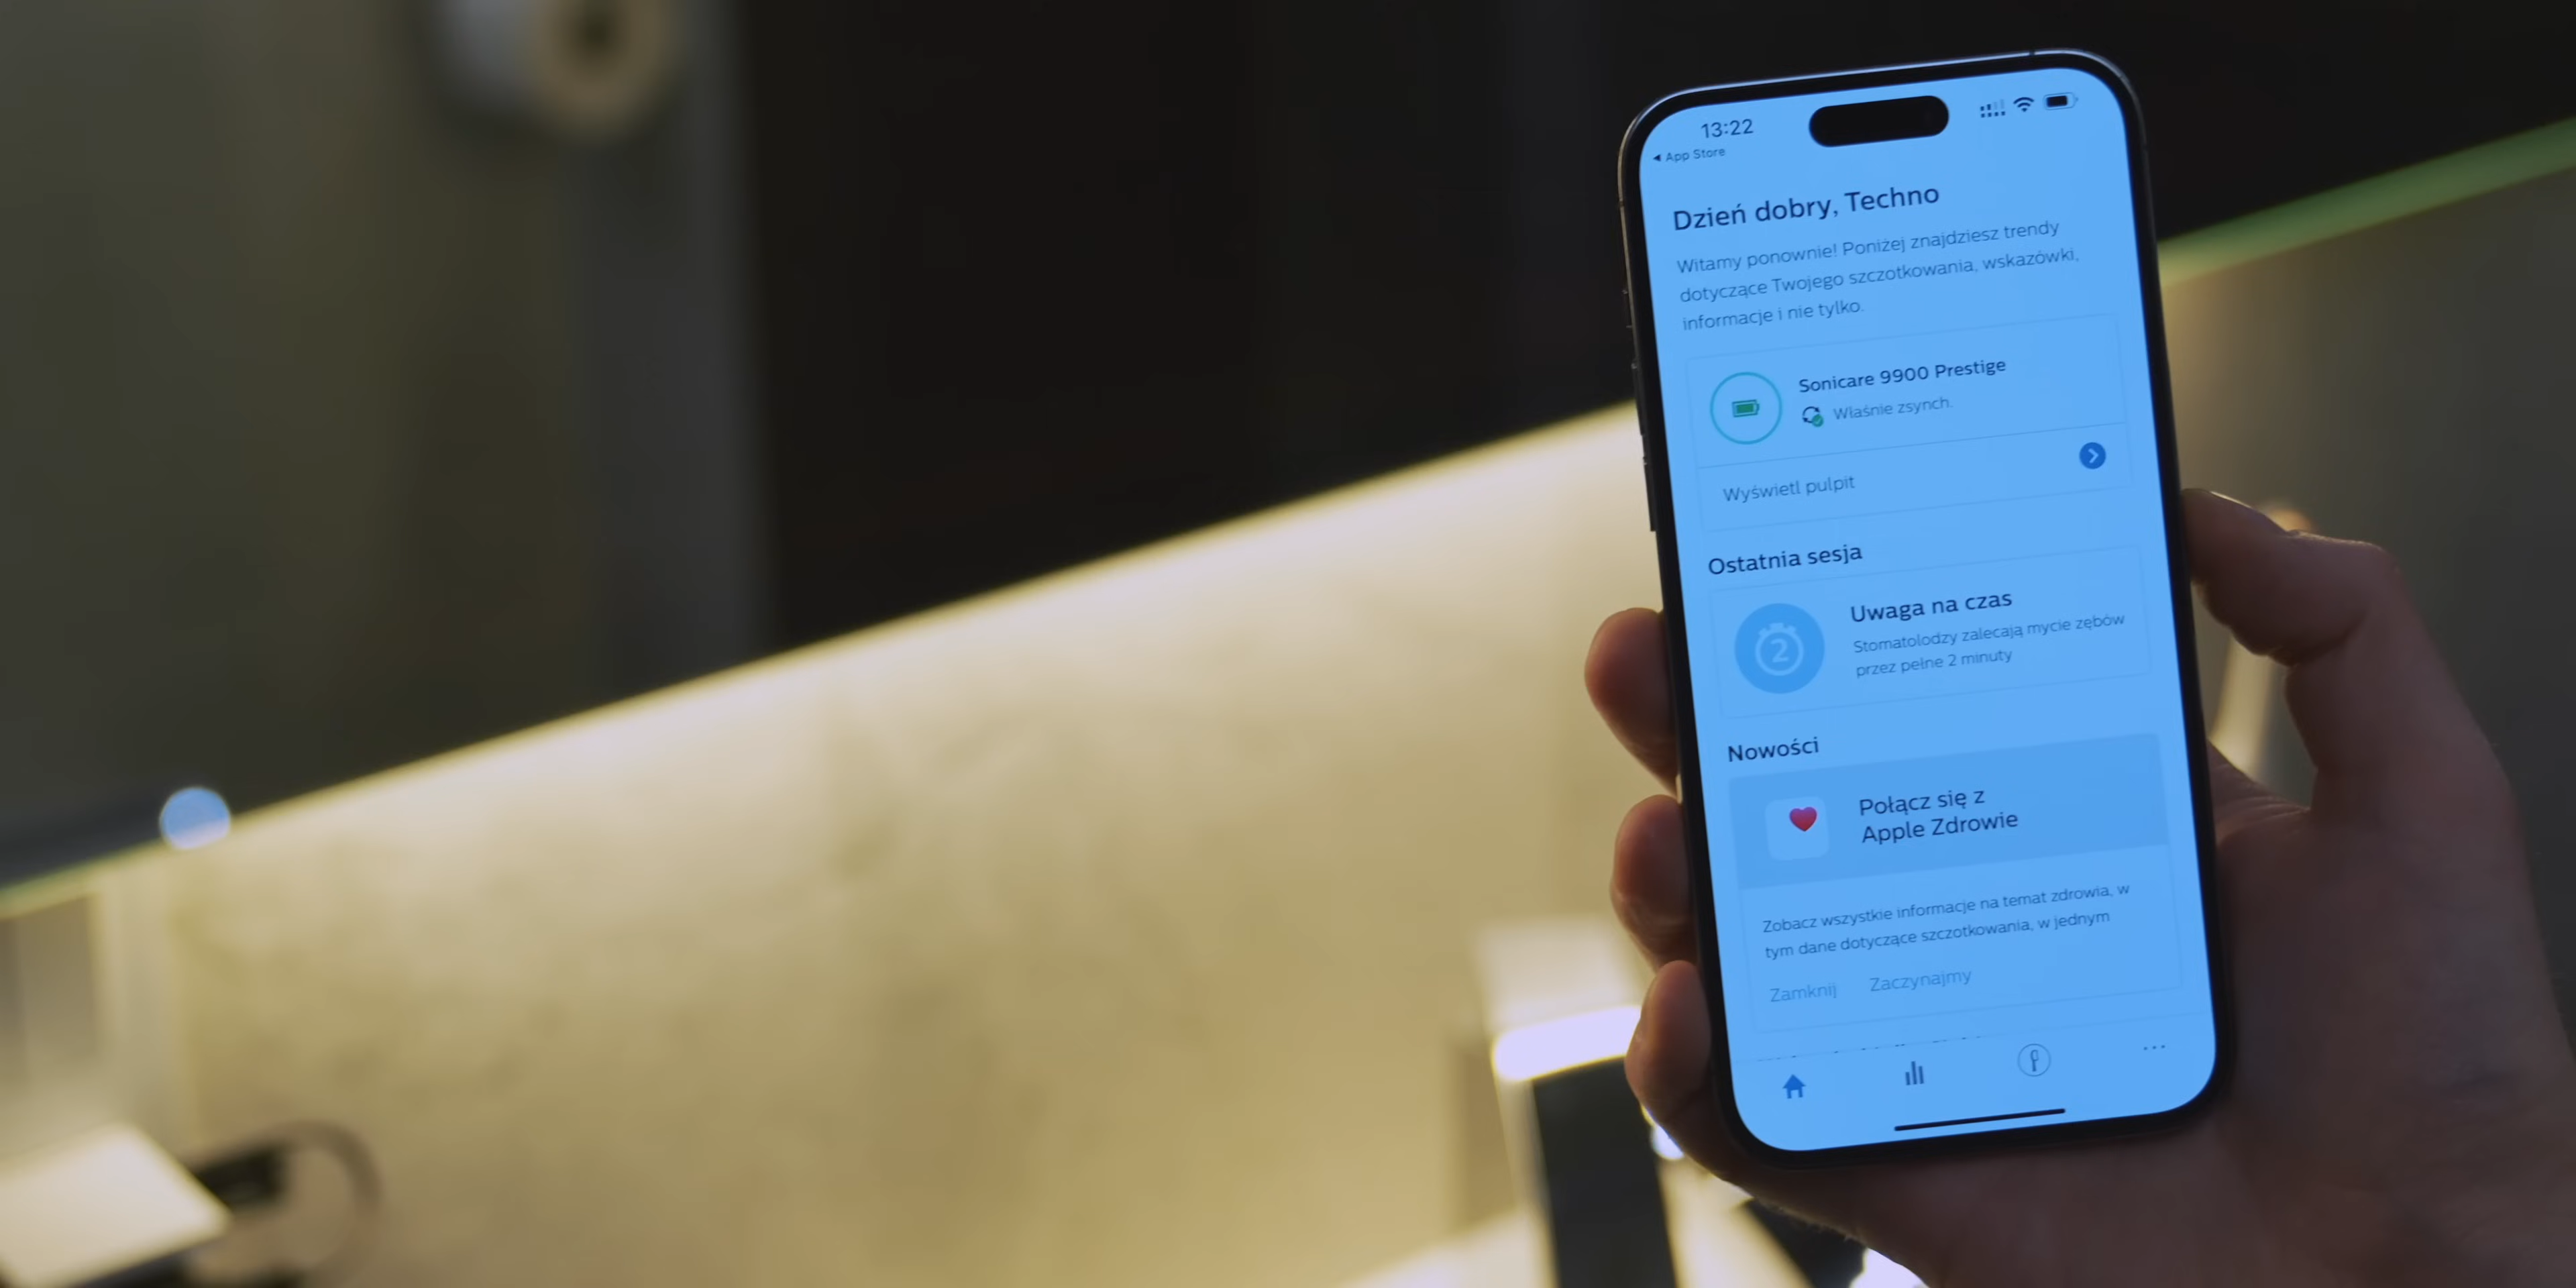 13:22
◀ App Store
Dzień dobry, Techno
Witamy ponownie! Poniżej znajdziesz trendy
dotyczące Twojego szczotkowania, wskazówki,
informacje i nie tylko.
Sonicare 9900 Prestige
Właśnie zsynch.
Wyświetl pulpit
Ostatnia sesja
2
Uwaga na czas
Stomatolodzy zalecają mycie zębów
przez pełne 2 minuty
Nowości
Połącz się z
Apple Zdrowie
Zobacz wszystkie informacje na temat zdrowia, w
tym dane dotyczące szczotkowania, w jednym
Zamknij Zaczynajmy